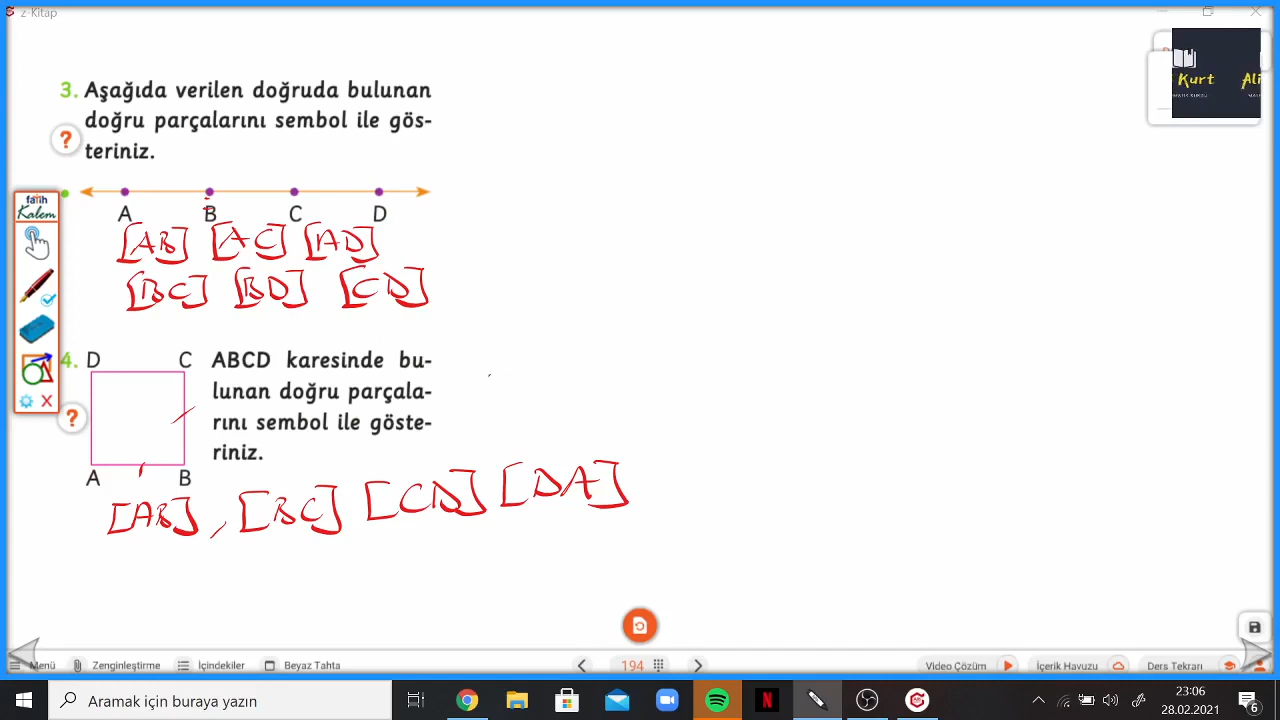 z-Kitap
Kurt Ali
3. Aşağıda verilen doğruda bulunan
doğru parçalarını sembol ile gös-
teriniz.
?
fatih
Kalem
A B C D
[AB] [AC] [AD]
[BC] [BD] [CD]
4. D C ABCD karesinde bu-
lunan doğru parçala-
? rını sembol ile göste-
riniz.
A B
[AB], [BC] [CD] [DA]
Menü Zenginleştirme İçindekiler Beyaz Tahta 194 Video Çözüm İçerik Havuzu Ders Tekrarı
Aramak için buraya yazın
23:06
28.02.2021
6